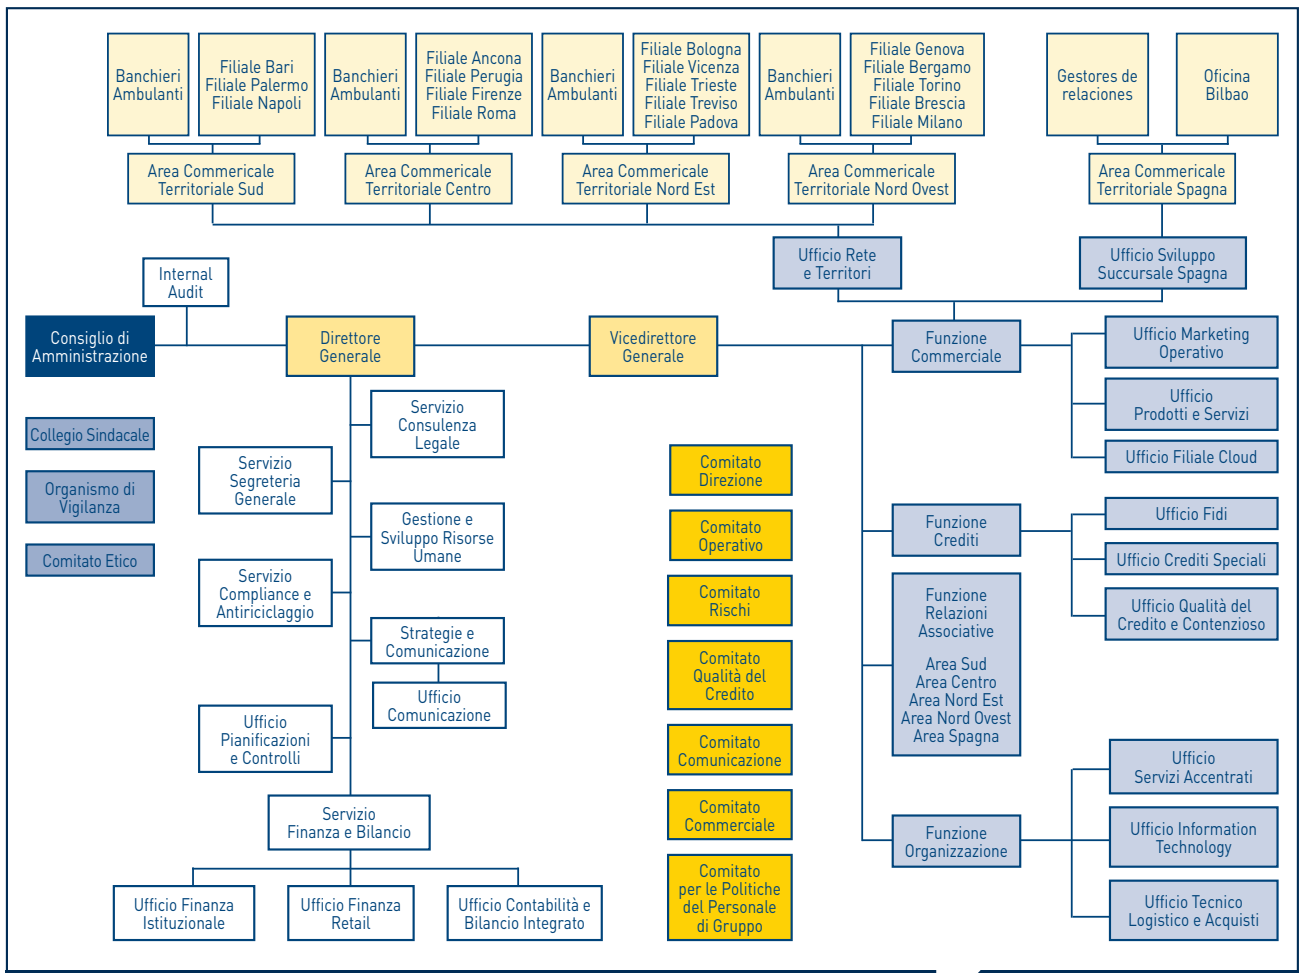 Banchieri
Ambulanti
Filiale Bari
Filiale Palermo
Filiale Napoli
Banchieri
Ambulanti
Filiale Ancona
Filiale Perugia
Filiale Firenze
Filiale Roma
Banchieri
Ambulanti
Filiale Bologna
Filiale Vicenza
Filiale Trieste
Filiale Treviso
Filiale Padova
Banchieri
Ambulanti
Filiale Genova
Filiale Bergamo
Filiale Torino
Filiale Brescia
Filiale Milano
Gestores de
relaciones
Oficina
Bilbao
Area Commericale
Territoriale Sud
Area Commericale
Territoriale Centro
Area Commericale
Territoriale Nord Est
Area Commericale
Territoriale Nord Ovest
Area Commericale
Territoriale Spagna
Ufficio Rete
e Territori
Ufficio Sviluppo
Succursale Spagna
Internal
Audit
Consiglio di
Amministrazione
Direttore
Generale
Vicedirettore
Generale
Funzione
Commerciale
Ufficio Marketing
Operativo
Ufficio
Prodotti e Servizi
Ufficio Filiale Cloud
Collegio Sindacale
Organismo di
Vigilanza
Comitato Etico
Servizio
Consulenza
Legale
Servizio
Segreteria
Generale
Gestione e
Sviluppo Risorse
Umane
Servizio
Compliance e
Antiriciclaggio
Strategie e
Comunicazione
Ufficio
Comunicazione
Ufficio
Pianificazioni
e Controlli
Servizio
Finanza e Bilancio
Ufficio Finanza
Istituzionale
Ufficio Finanza
Retail
Ufficio Contabilità e
Bilancio Integrato
Comitato
Direzione
Comitato
Operativo
Comitato
Rischi
Comitato
Qualità del
Credito
Comitato
Comunicazione
Comitato
Commerciale
Comitato
per le Politiche
del Personale
di Gruppo
Funzione
Crediti
Ufficio Fidi
Ufficio Crediti Speciali
Ufficio Qualità del
Credito e Contenzioso
Funzione
Relazioni
Associative
Area Sud
Area Centro
Area Nord Est
Area Nord Ovest
Area Spagna
Funzione
Organizzazione
Ufficio
Servizi Accentrati
Ufficio Information
Technology
Ufficio Tecnico
Logistico e Acquisti